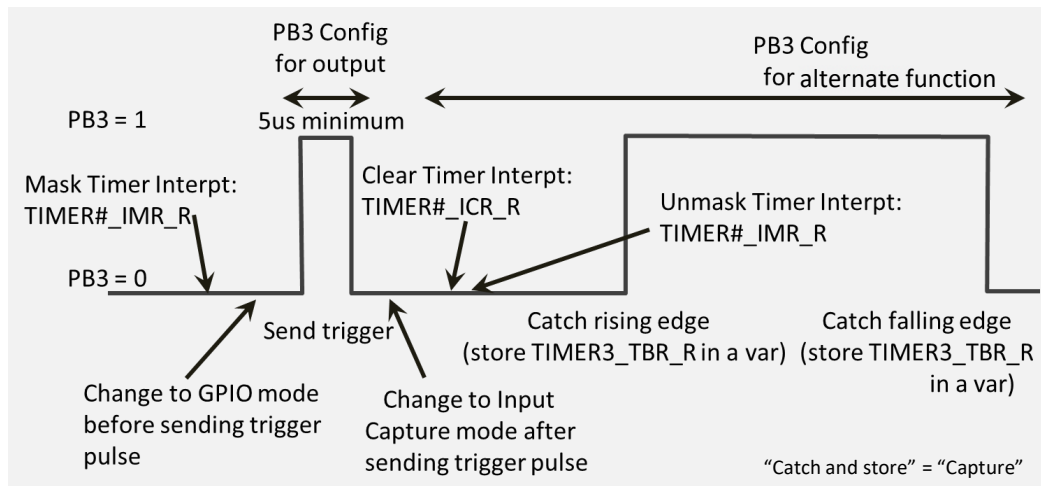 PB3 Config
for output
PB3 Config
for alternate function
PB3 = 1
5us minimum
Mask Timer Interpt:
TIMER#_IMR_R
Clear Timer Interpt:
TIMER#_ICR_R
Unmask Timer Interpt:
TIMER#_IMR_R
PB3 = 0
Send trigger
Catch rising edge
(store TIMER3_TBR_R in a var)
Catch falling edge
(store TIMER3_TBR_R
in a var)
Change to GPIO mode
before sending trigger
pulse
Change to Input
Capture mode after
sending trigger pulse
“Catch and store” = “Capture”